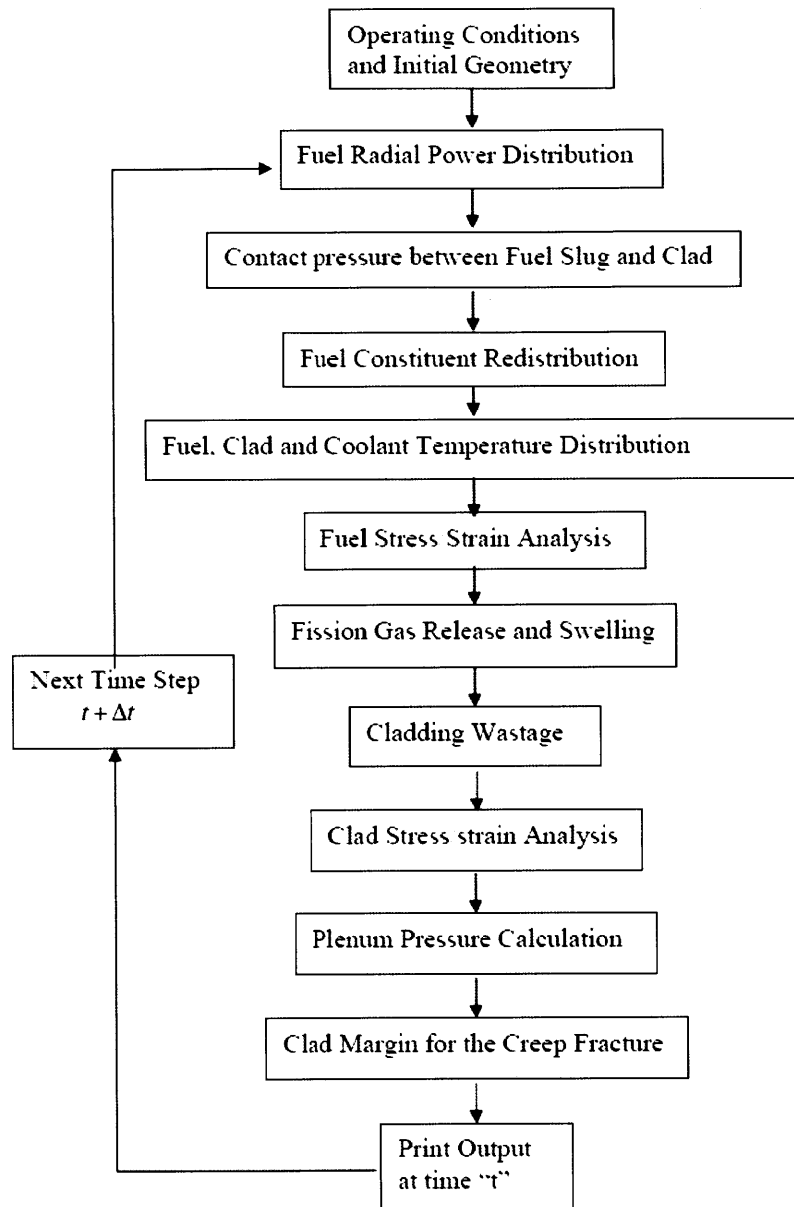 Operating Conditions
and Initial Geometry
Fuel Radial Power Distribution
Contact pressure between Fuel Slug and Clad
Fuel Constituent Redistribution
Fuel. Clad and Coolant Temperature Distribution
Fuel Stress Strain Analysis
Fission Gas Release and Swelling
Next Time Step
t + Δt
Cladding Wastage
Clad Stress strain Analysis
Plenum Pressure Calculation
Clad Margin for the Creep Fracture
Print Output
at time “t”